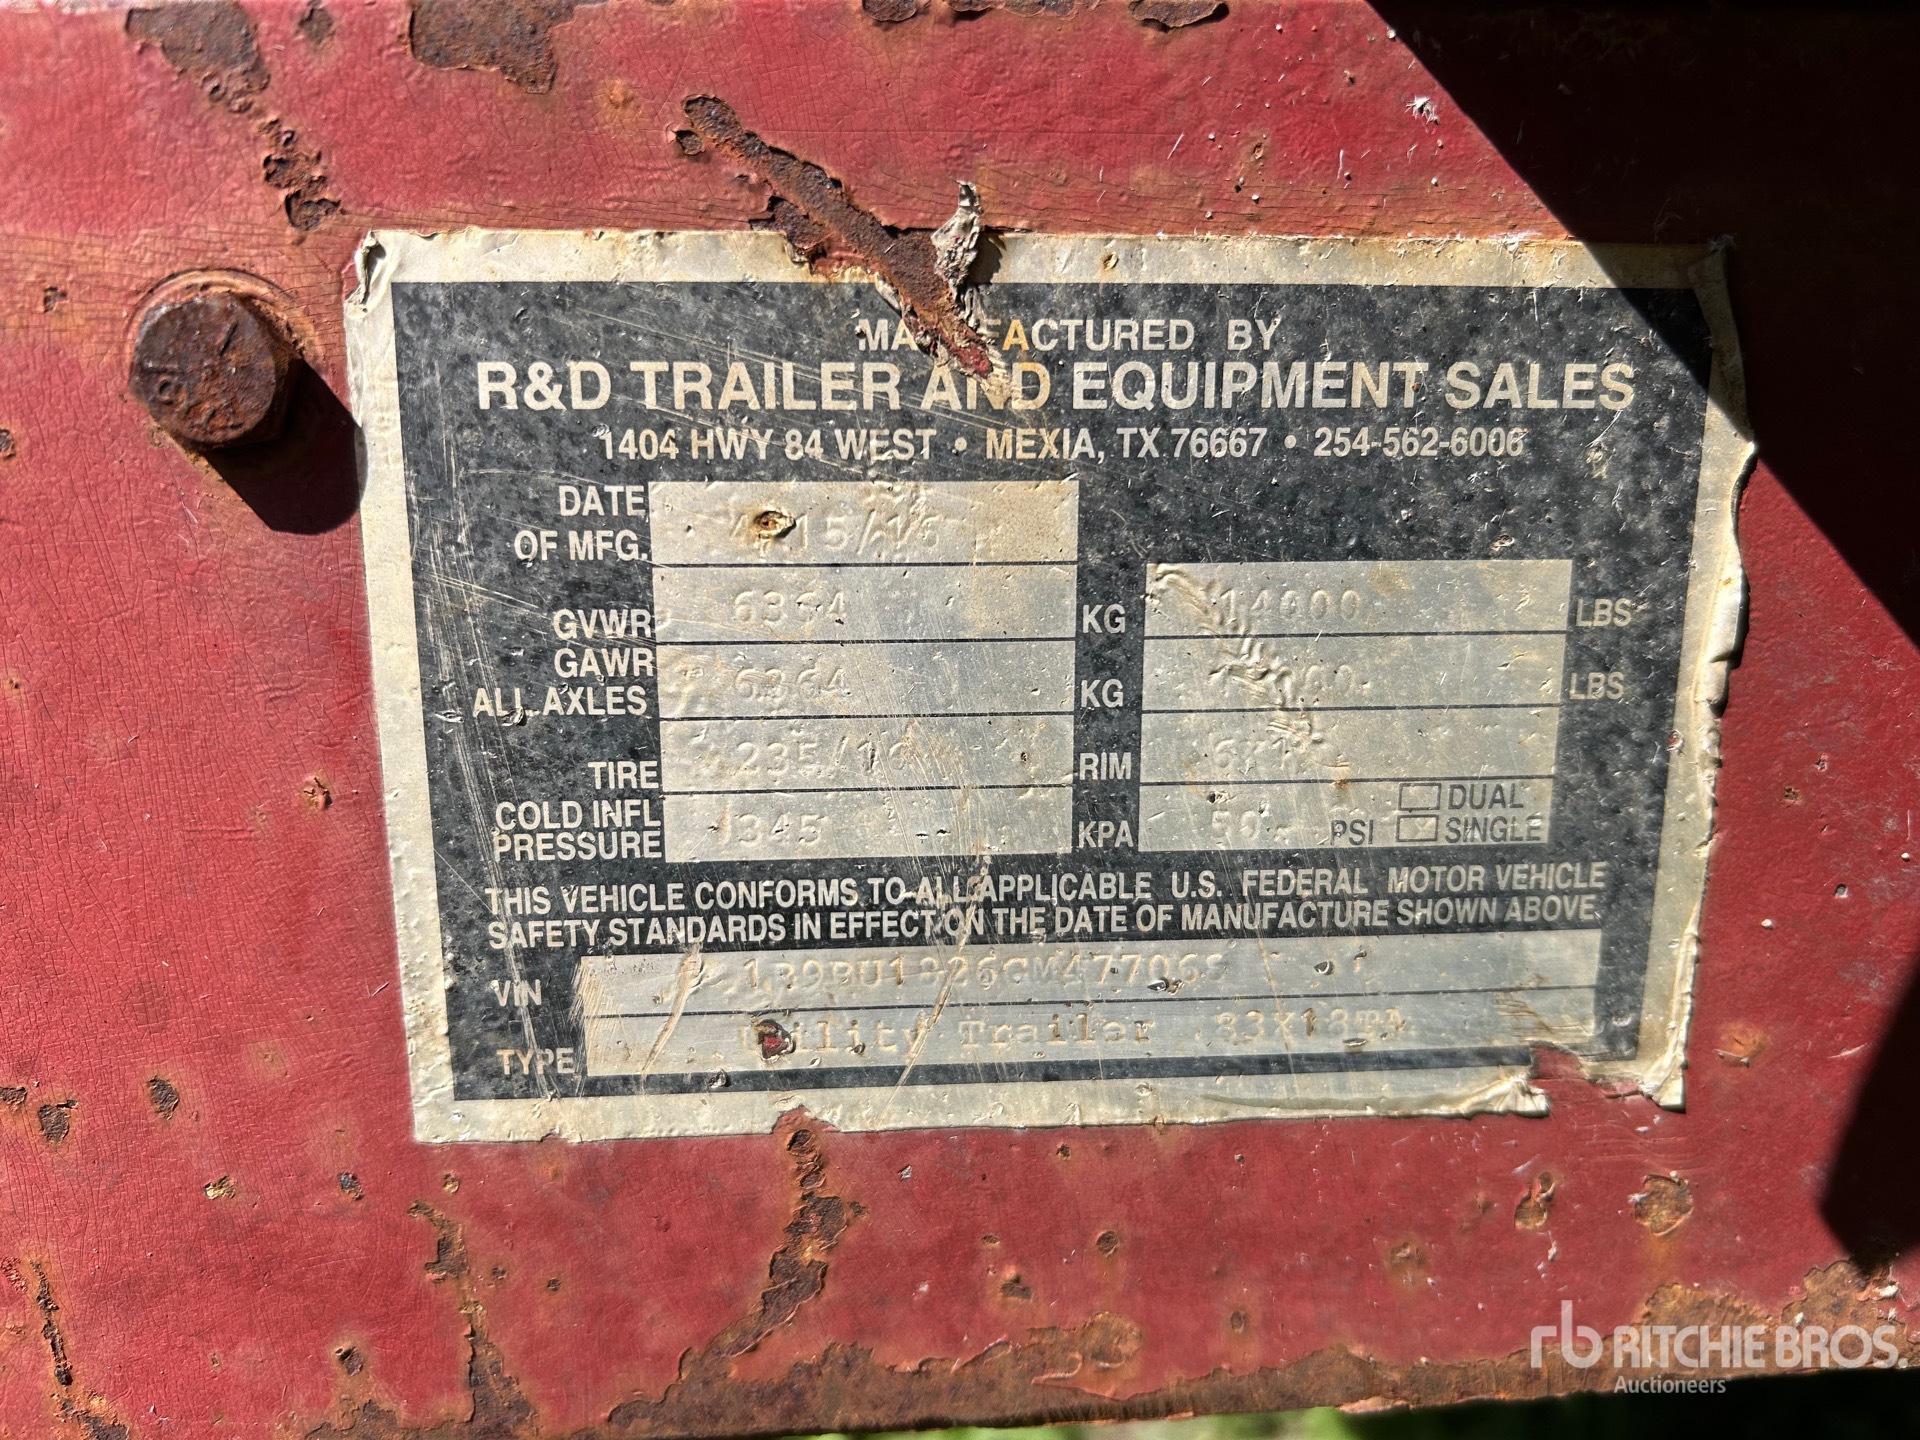 MANUFACTURED BY
R&D TRAILER AND EQUIPMENT SALES
1404 HWY 84 WEST • MEXIA, TX 76667 • 254-562-6006
DATE
OF MFG.
GVWR 6364 KG 14000 LBS
GAWR
ALL AXLES 6364 KG LBS
TIRE RIM
COLD INFL
PRESSURE 345 KPA 50 PSI DUAL
SINGLE
THIS VEHICLE CONFORMS TO ALL APPLICABLE U.S. FEDERAL MOTOR VEHICLE
SAFETY STANDARDS IN EFFECT ON THE DATE OF MANUFACTURE SHOWN ABOVE
VIN
TYPE Utility Trailer
rb RITCHIE BROS.
Auctioneers